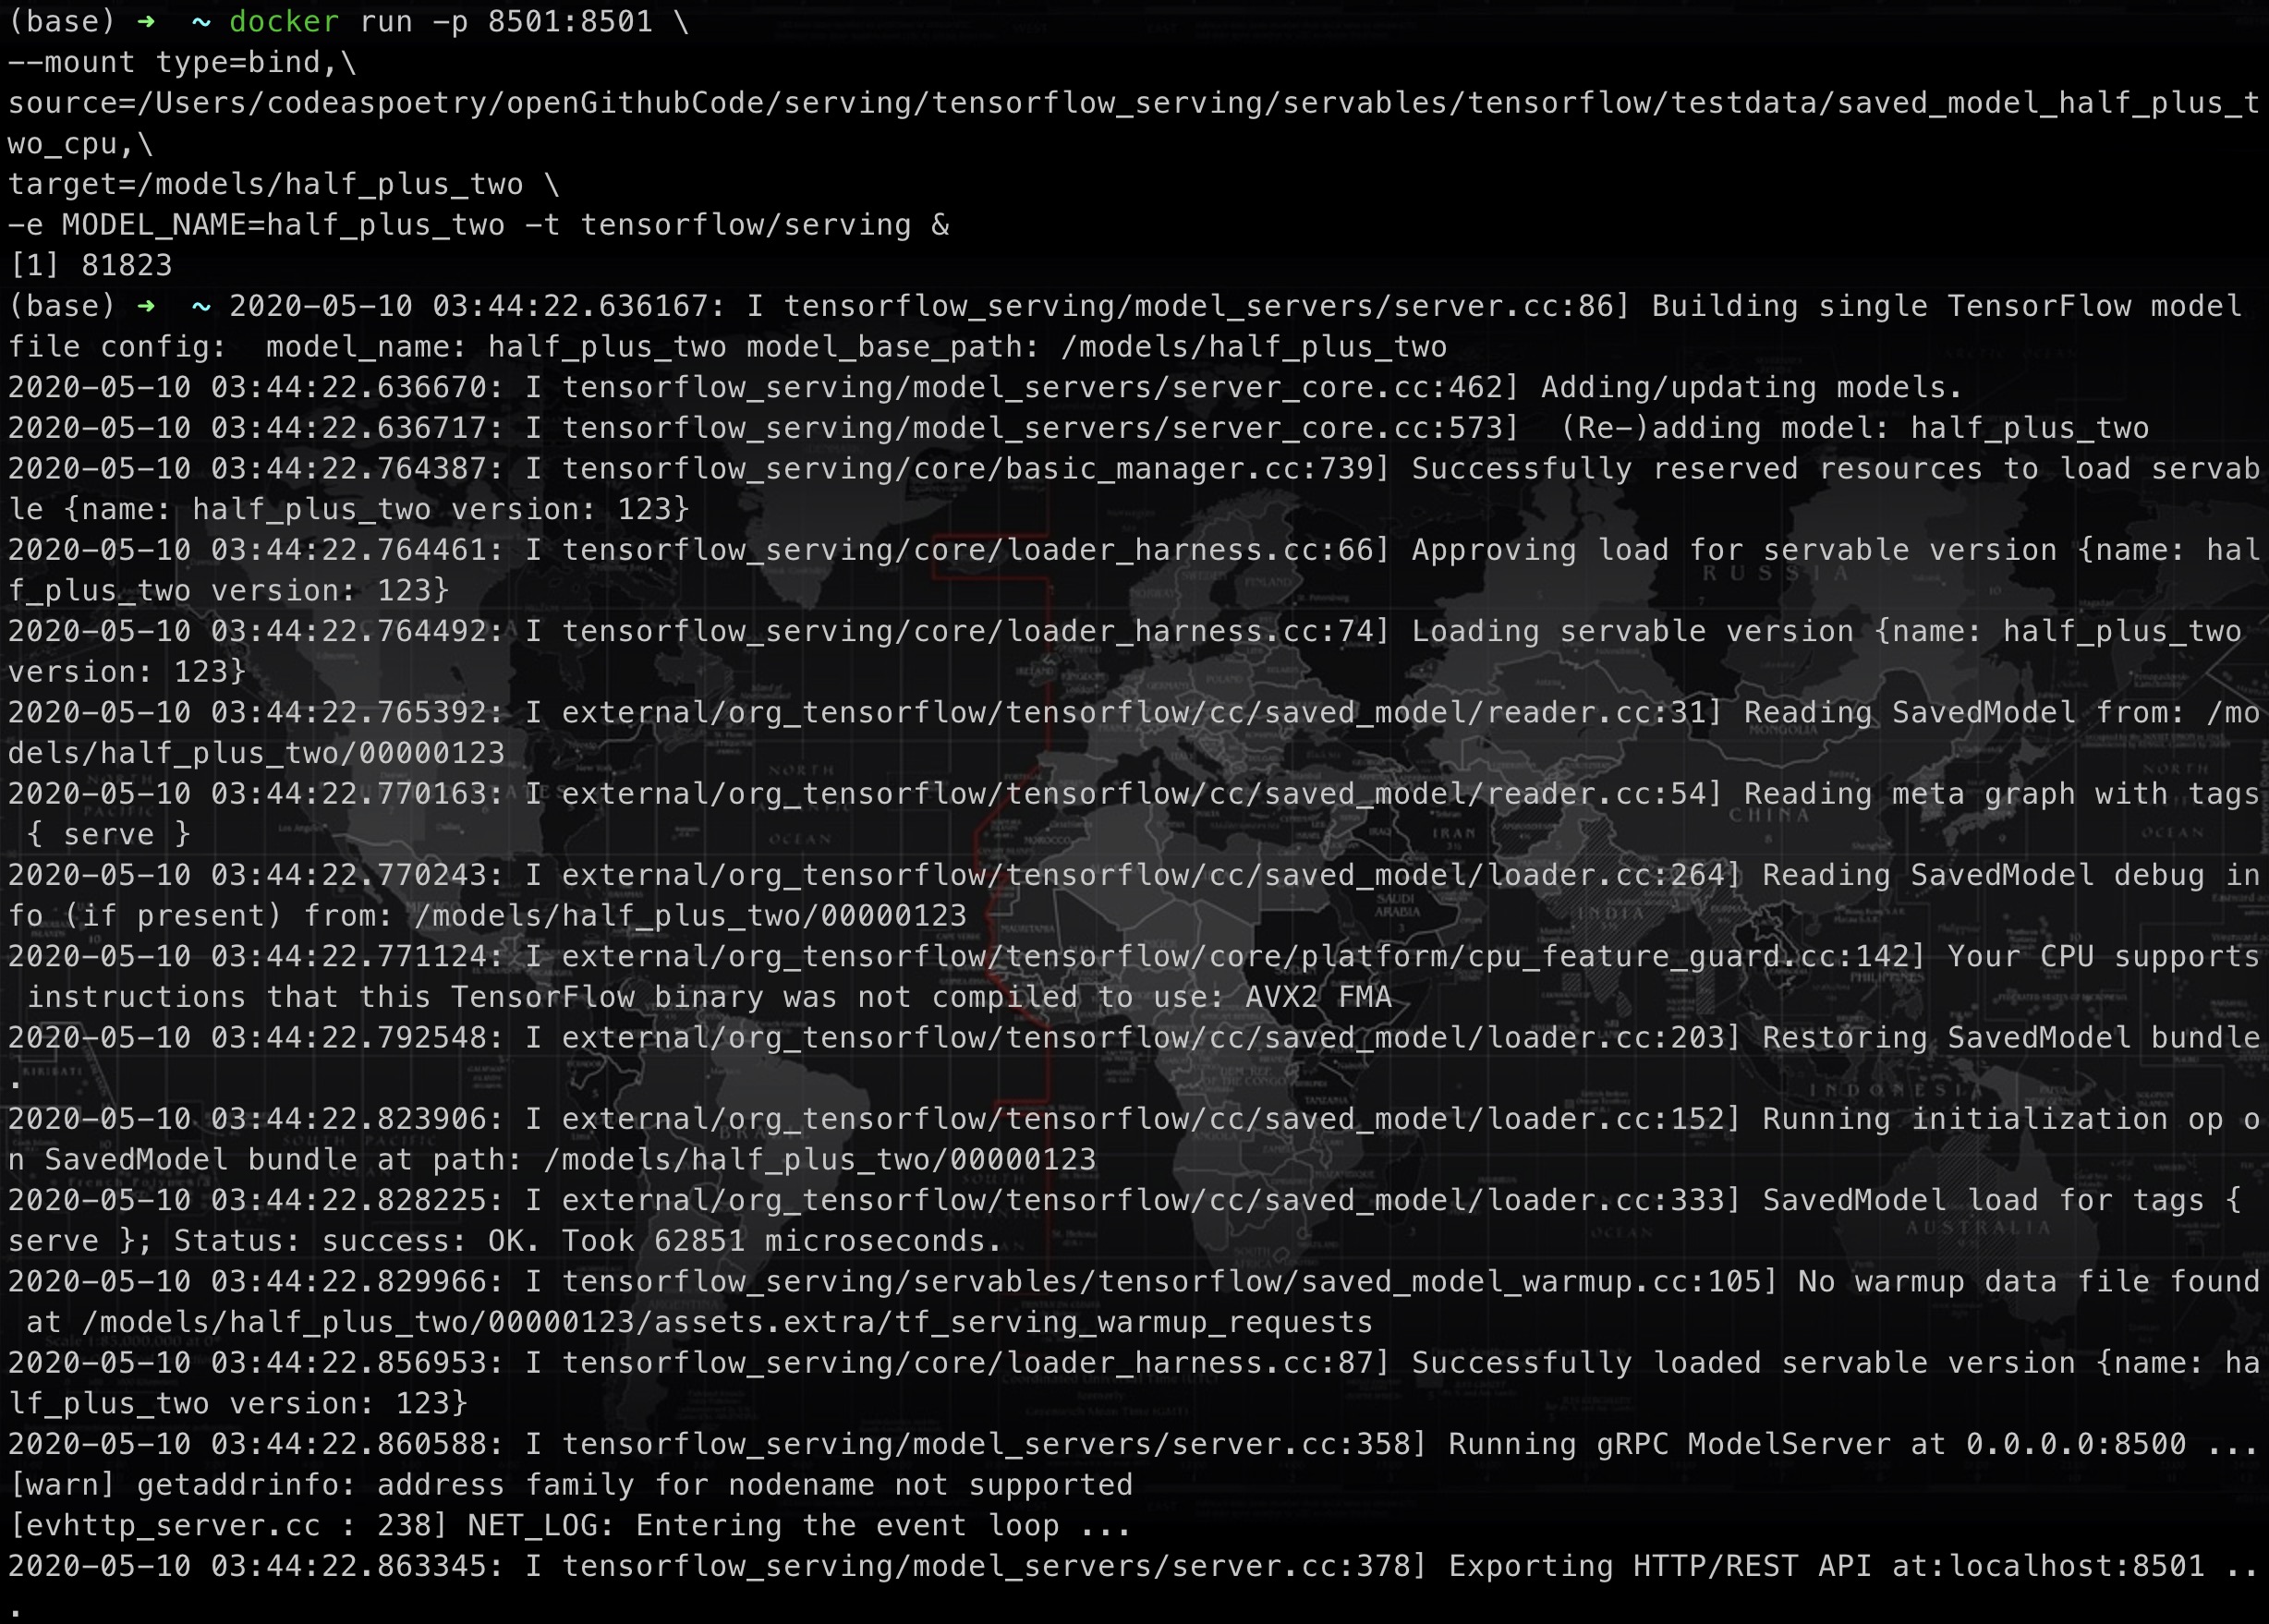 (base) ➜  ~ docker run -p 8501:8501 \
--mount type=bind,\
source=/Users/codeaspoetry/openGithubCode/serving/tensorflow_serving/servables/tensorflow/testdata/saved_model_half_plus_t
wo_cpu,\
target=/models/half_plus_two \
-e MODEL_NAME=half_plus_two -t tensorflow/serving &
[1] 81823
(base) ➜  ~ 2020-05-10 03:44:22.636167: I tensorflow_serving/model_servers/server.cc:86] Building single TensorFlow model
file config:  model_name: half_plus_two model_base_path: /models/half_plus_two
2020-05-10 03:44:22.636670: I tensorflow_serving/model_servers/server_core.cc:462] Adding/updating models.
2020-05-10 03:44:22.636717: I tensorflow_serving/model_servers/server_core.cc:573]  (Re-)adding model: half_plus_two
2020-05-10 03:44:22.764387: I tensorflow_serving/core/basic_manager.cc:739] Successfully reserved resources to load servab
le {name: half_plus_two version: 123}
2020-05-10 03:44:22.764461: I tensorflow_serving/core/loader_harness.cc:66] Approving load for servable version {name: hal
f_plus_two version: 123}
2020-05-10 03:44:22.764492: I tensorflow_serving/core/loader_harness.cc:74] Loading servable version {name: half_plus_two
version: 123}
2020-05-10 03:44:22.765392: I external/org_tensorflow/tensorflow/cc/saved_model/reader.cc:31] Reading SavedModel from: /mo
dels/half_plus_two/00000123
2020-05-10 03:44:22.770163: I external/org_tensorflow/tensorflow/cc/saved_model/reader.cc:54] Reading meta graph with tags
 { serve }
2020-05-10 03:44:22.770243: I external/org_tensorflow/tensorflow/cc/saved_model/loader.cc:264] Reading SavedModel debug in
fo (if present) from: /models/half_plus_two/00000123
2020-05-10 03:44:22.771124: I external/org_tensorflow/tensorflow/core/platform/cpu_feature_guard.cc:142] Your CPU supports
 instructions that this TensorFlow binary was not compiled to use: AVX2 FMA
2020-05-10 03:44:22.792548: I external/org_tensorflow/tensorflow/cc/saved_model/loader.cc:203] Restoring SavedModel bundle
.
2020-05-10 03:44:22.823906: I external/org_tensorflow/tensorflow/cc/saved_model/loader.cc:152] Running initialization op o
n SavedModel bundle at path: /models/half_plus_two/00000123
2020-05-10 03:44:22.828225: I external/org_tensorflow/tensorflow/cc/saved_model/loader.cc:333] SavedModel load for tags {
serve }; Status: success: OK. Took 62851 microseconds.
2020-05-10 03:44:22.829966: I tensorflow_serving/servables/tensorflow/saved_model_warmup.cc:105] No warmup data file found
 at /models/half_plus_two/00000123/assets.extra/tf_serving_warmup_requests
2020-05-10 03:44:22.856953: I tensorflow_serving/core/loader_harness.cc:87] Successfully loaded servable version {name: ha
lf_plus_two version: 123}
2020-05-10 03:44:22.860588: I tensorflow_serving/model_servers/server.cc:358] Running gRPC ModelServer at 0.0.0.0:8500 ...
[warn] getaddrinfo: address family for nodename not supported
[evhttp_server.cc : 238] NET_LOG: Entering the event loop ...
2020-05-10 03:44:22.863345: I tensorflow_serving/model_servers/server.cc:378] Exporting HTTP/REST API at:localhost:8501 ..
.